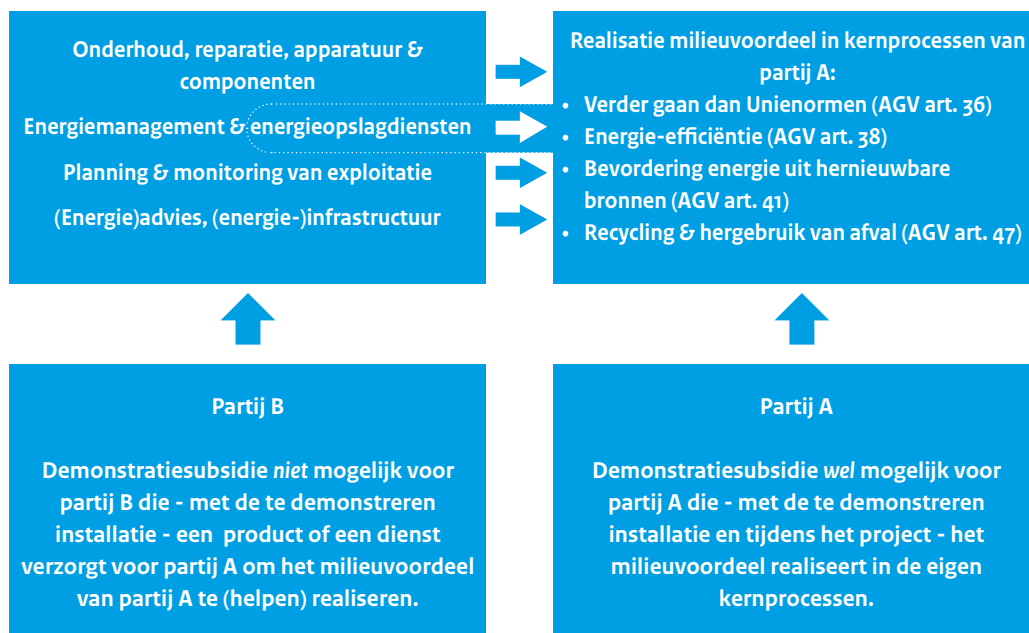 Onderhoud, reparatie, apparatuur &
componenten
Energiemanagement & energieopslagdiensten
Planning & monitoring van exploitatie
(Energie)advies, (energie-)infrastructuur
Realisatie milieuvoordeel in kernprocessen van
partij A:
• Verder gaan dan Unienormen (AGV art. 36)
• Energie-efficiëntie (AGV art. 38)
• Bevordering energie uit hernieuwbare
bronnen (AGV art. 41)
• Recycling & hergebruik van afval (AGV art. 47)
Partij B
Demonstratiesubsidie niet mogelijk voor
partij B die - met de te demonstreren
installatie - een product of een dienst
verzorgt voor partij A om het milieuvoordeel
van partij A te (helpen) realiseren.
Partij A
Demonstratiesubsidie wel mogelijk voor
partij A die - met de te demonstreren
installatie en tijdens het project - het
milieuvoordeel realiseert in de eigen
kernprocessen.